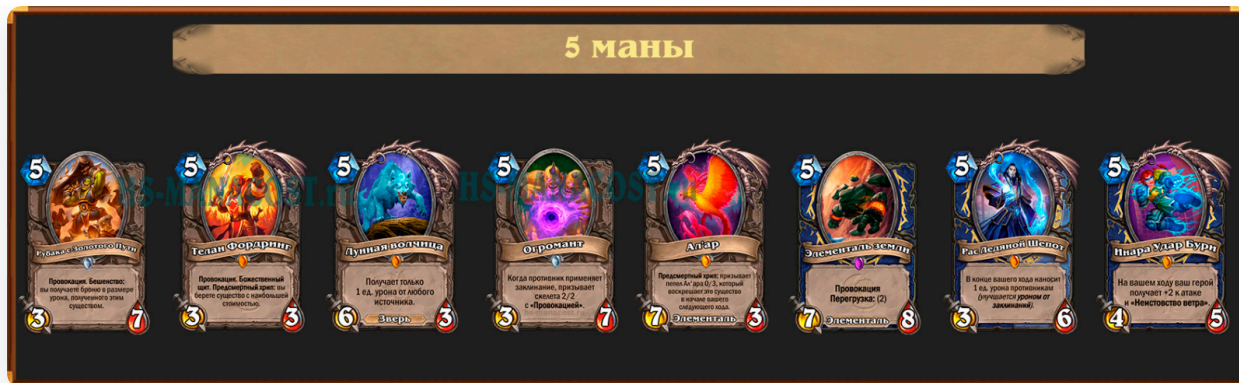 5 маны
HS-MANACOST.ru
HS-MANACOST.ru
5
Рубака с Золотого Пути
Провокация. Бешенство:
вы получаете броню в размере
урона, полученного этим
существом.
3
7
5
Телан Фордринг
Провокация. Божественный
щит. Предсмертный хрип: вы
берете существо с наибольшей
стоимостью.
3
3
5
Лунная волчица
Получает только
1 ед. урона от любого
источника.
6
Зверь
3
5
Огромант
Когда противник применяет
заклинание, призывает
скелета 2/2
с «Провокацией».
3
7
5
Ал'ар
Предсмертный хрип: призывает
пепел Ал'ара 0/3, который
воскрешает это существо
в начале вашего
следующего хода.
7
Элементаль
3
5
Элементаль земли
Провокация
Перегрузка: (2)
7
Элементаль
8
5
Рас Ледяной Шепот
В конце вашего хода наносит
1 ед. урона противникам
(улучшается уроном от
заклинаний).
3
6
5
Инара Удар Бури
На вашем ходу ваш герой
получает +2 к атаке
и «Неистовство ветра».
4
5